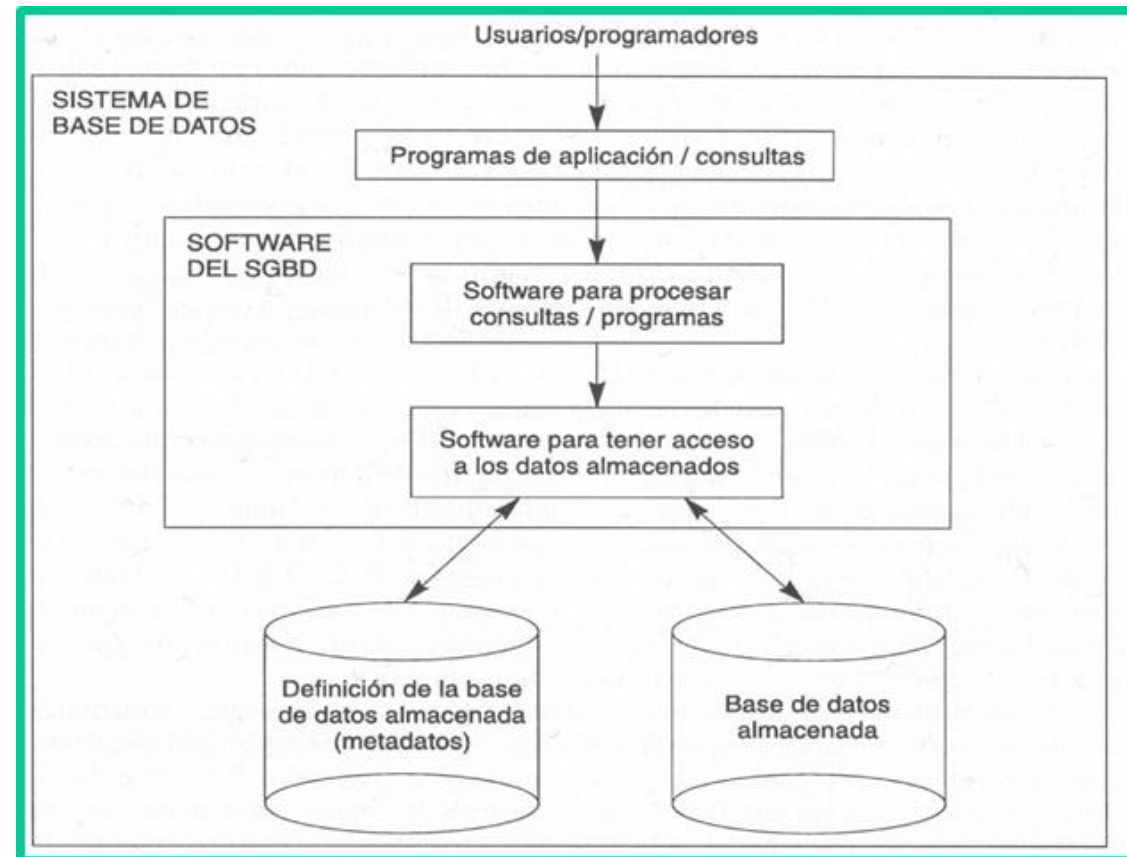 Usuarios/programadores
SISTEMA DE
BASE DE DATOS
Programas de aplicación / consultas
SOFTWARE
DEL SGBD
Software para procesar
consultas / programas
Software para tener acceso
a los datos almacenados
Definición de la base
de datos almacenada
(metadatos)
Base de datos
almacenada